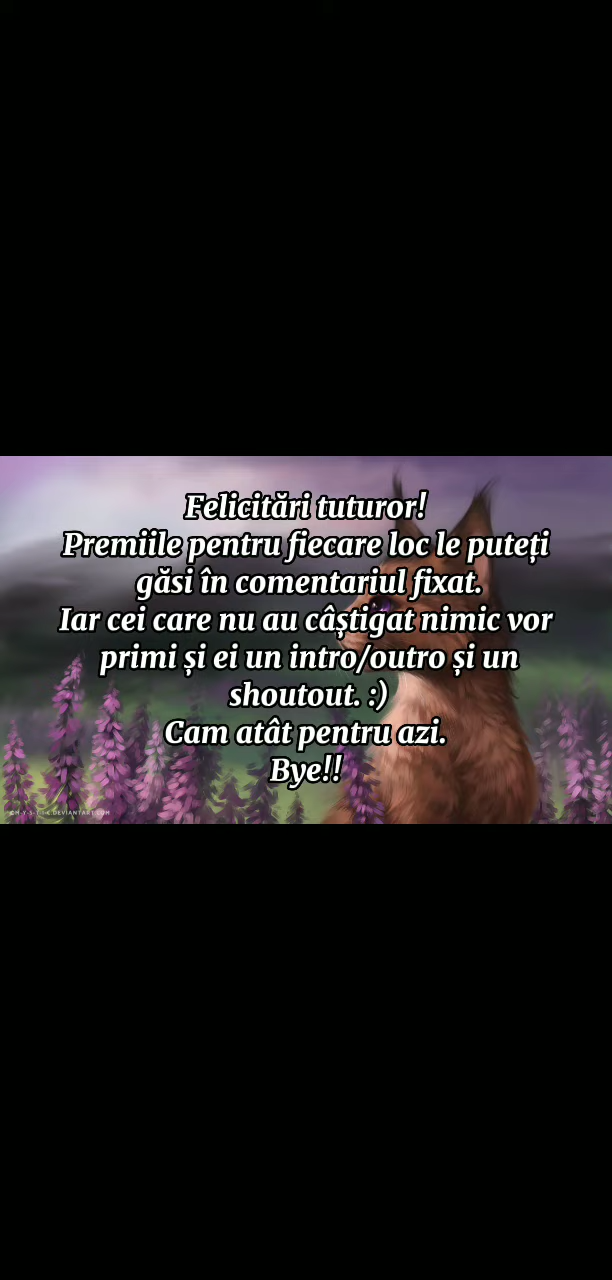 Felicitări tuturor!
Premiile pentru fiecare loc le puteți
găsi în comentariul fixat.
Iar cei care nu au câștigat nimic vor
primi și ei un intro/outro și un
shoutout. :)
Cam atât pentru azi.
Bye!!